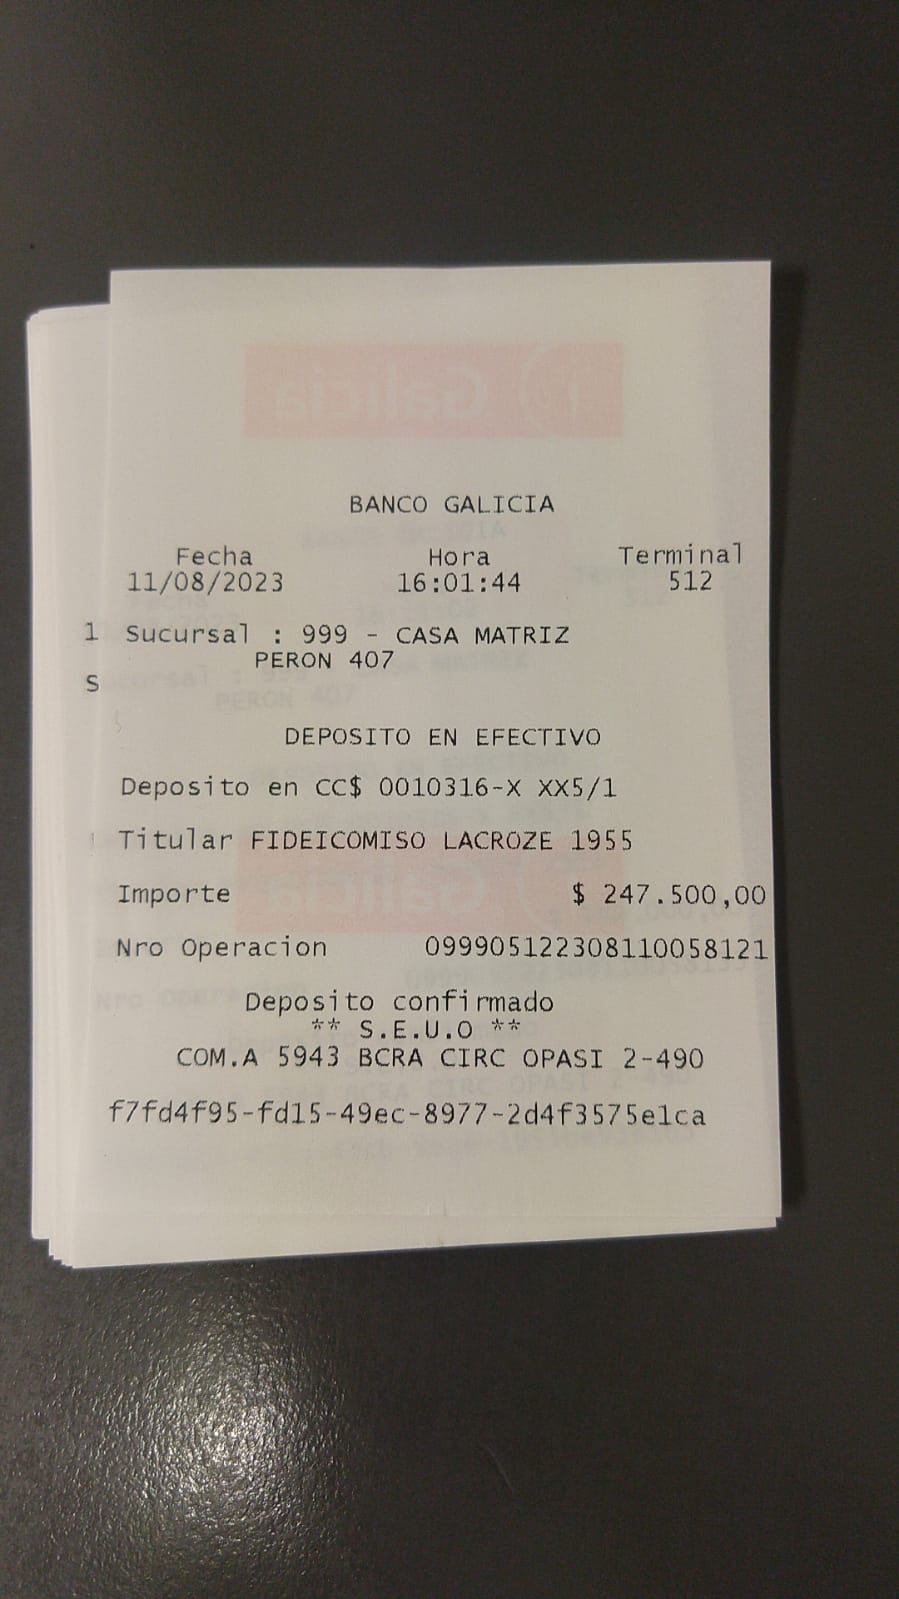 BANCO GALICIA
Fecha Hora Terminal
11/08/2023 16:01:44 512
1 Sucursal : 999 - CASA MATRIZ
PERON 407
S
DEPOSITO EN EFECTIVO
Deposito en CC$ 0010316-X XX5/1
Titular FIDEICOMISO LACROZE 1955
Importe $ 247.500,00
Nro Operacion 099905122308110058121
Deposito confirmado
** S.E.U.O **
COM.A 5943 BCRA CIRC OPASI 2-490
f7fd4f95-fd15-49ec-8977-2d4f3575e1ca